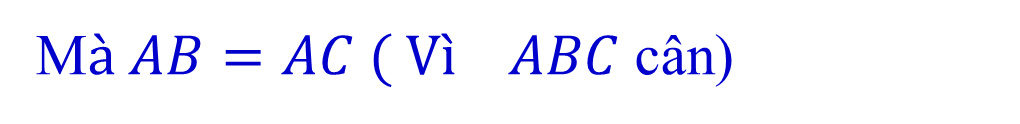 Mà AB = AC ( Vì ABC cân)